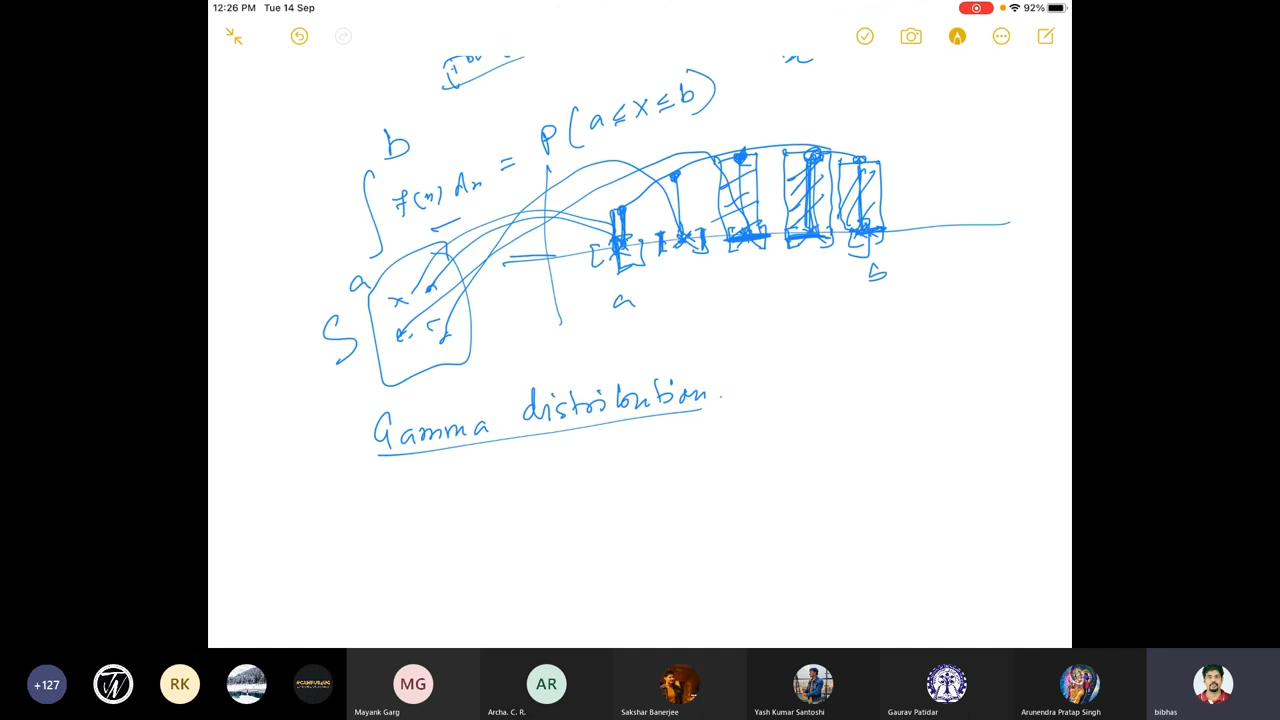 12:26 PM Tue 14 Sep
92%
P(a ≤ X ≤ b)
b
∫ f(x) dx =
a
S
x
a
b
Gamma distribution.
+127
RK
MG
AR
Mayank Garg
Archa. C. R.
Sakshar Banerjee
Yash Kumar Santoshi
Gaurav Patidar
Arunendra Pratap Singh
bibhas